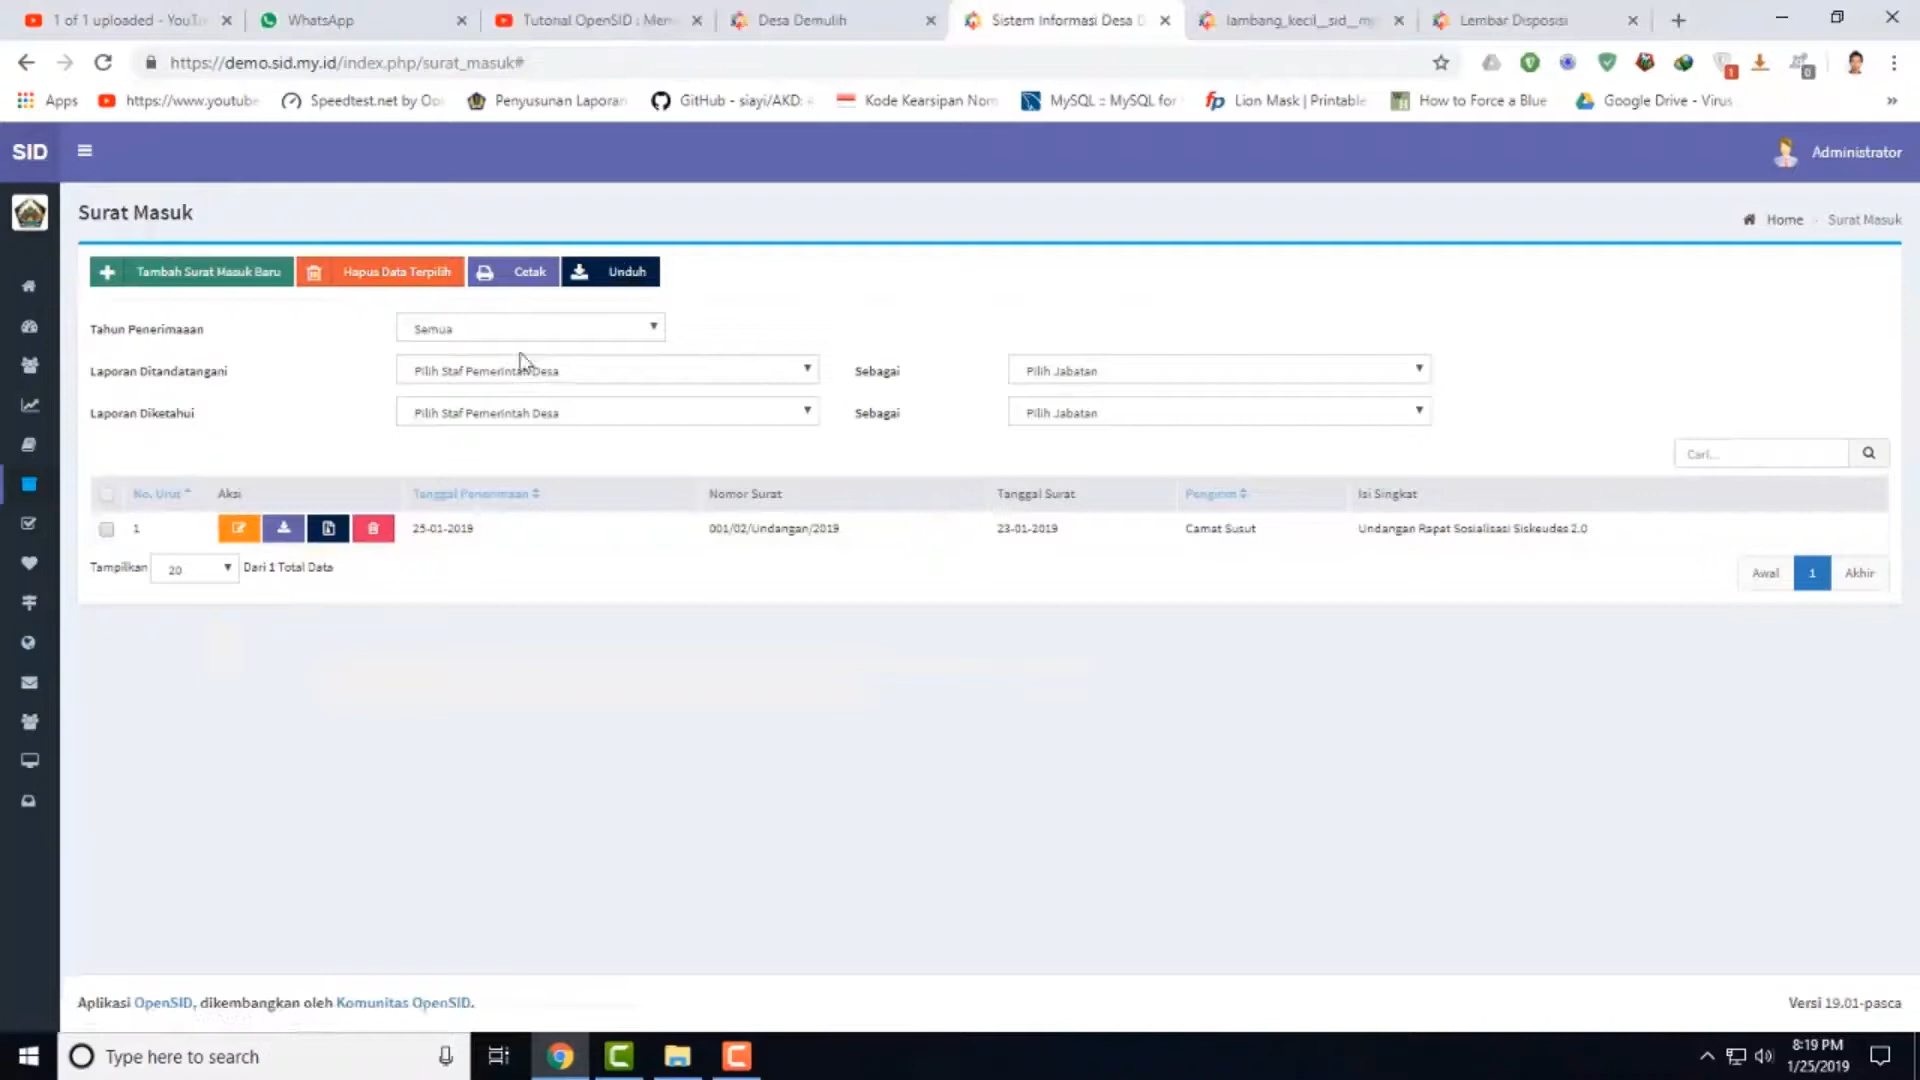 1 of 1 uploaded - YouTu
WhatsApp
Tutorial OpenSID : Men
Desa Demulih
Sistem Informasi Desa D
lambang_kecil__sid__m
Lembar Disposisi
https://demo.sid.my.id/index.php/surat_masuk#
1
0
Apps
https://www.youtube
Speedtest.net by Oo
Penyusunan Laporan
GitHub - siayi/AKD:
Kode Kearsipan Nom
MySQL :: MySQL for
Lion Mask | Printable
How to Force a Blue
Google Drive - Virus
»
SID
Administrator
Surat Masuk
Home
Surat Masuk
Tambah Surat Masuk Baru
Hapus Data Terpilih
Cetak
Unduh
Tahun Penerimaaan
Semua
Laporan Ditandatangani
Pilih Staf Pemerintah Desa
Sebagai
Pilih Jabatan
Laporan Diketahui
Pilih Staf Pemerintah Desa
Sebagai
Pilih Jabatan
Cari...
No. Urut
Aksi
Tanggal Penerimaan
Nomor Surat
Tanggal Surat
Pengirim
Isi Singkat
1
25-01-2019
001/02/Undangan/2019
23-01-2019
Camat Susut
Undangan Rapat Sosialisasi Siskeudes 2.0
Tampilkan
20
Dari 1 Total Data
Awal
1
Akhir
Aplikasi OpenSID, dikembangkan oleh Komunitas OpenSID.
Versi 19.01-pasca
Type here to search
8:19 PM
1/25/2019